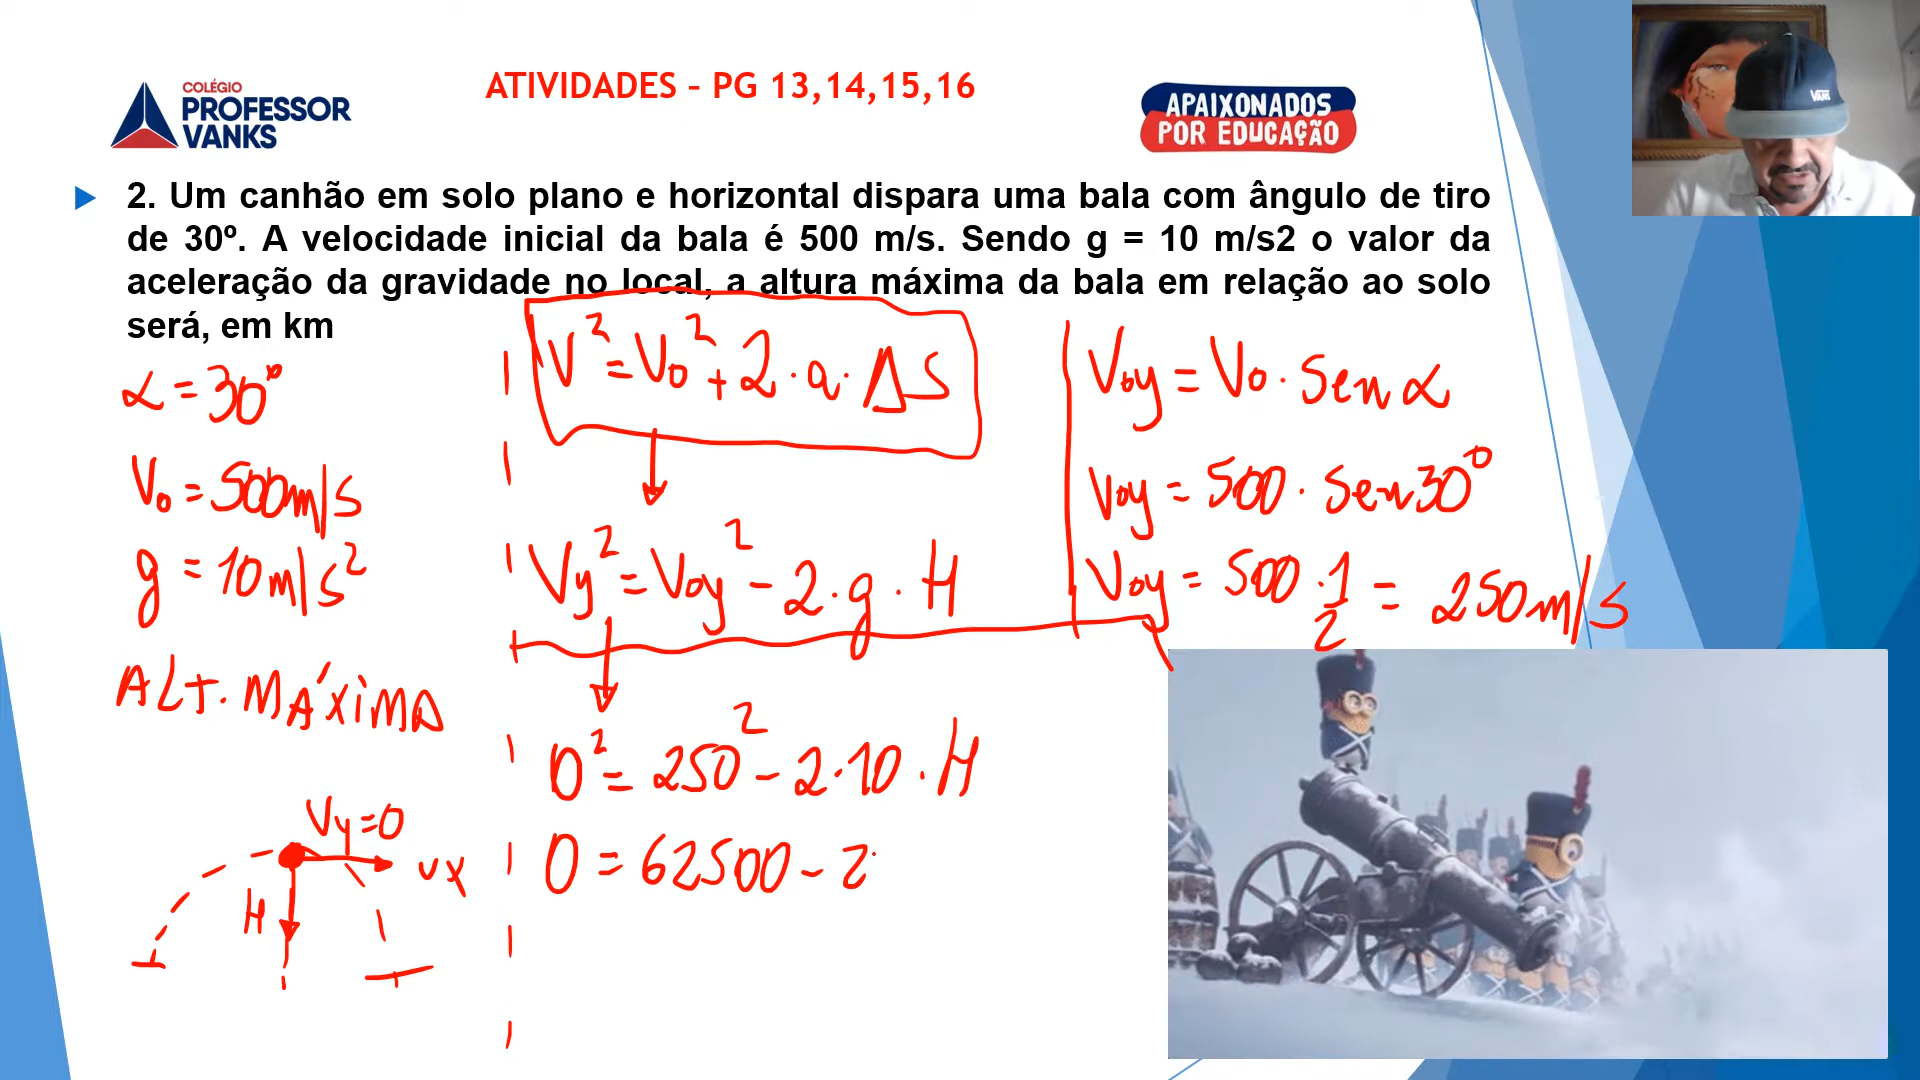 ATIVIDADES – PG 13,14,15,16
COLÉGIO
PROFESSOR
VANKS
APAIXONADOS
POR EDUCAÇÃO
VANS
2. Um canhão em solo plano e horizontal dispara uma bala com ângulo de tiro
de 30º. A velocidade inicial da bala é 500 m/s. Sendo g = 10 m/s2 o valor da
aceleração da gravidade no local, a altura máxima da bala em relação ao solo
será, em km
α = 30°
V₀ = 500m/s
g = 10m/s²
ALT. MÁXIMA
Vy=0
vx
H
V² = V₀² + 2 · a · ΔS
Vy² = Voy² – 2 · g · H
0² = 250² – 2 · 10 · H
0 = 62500 – 2
Voy = Vo · Sen α
Voy = 500 · Sen 30°
Voy = 500 · 1/2 = 250m/s